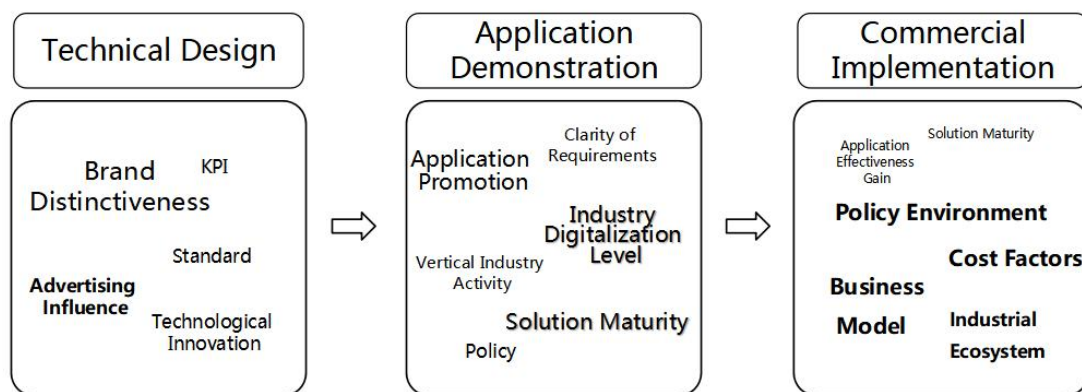 Technical Design
Application
Demonstration
Commercial
Implementation
Brand
Distinctiveness
KPI
Standard
Advertising
Influence
Technological
Innovation
Clarity of
Requirements
Application
Promotion
Industry
Digitalization
Level
Vertical Industry
Activity
Solution Maturity
Policy
Solution Maturity
Application
Effectiveness
Gain
Policy Environment
Cost Factors
Business
Model
Industrial
Ecosystem